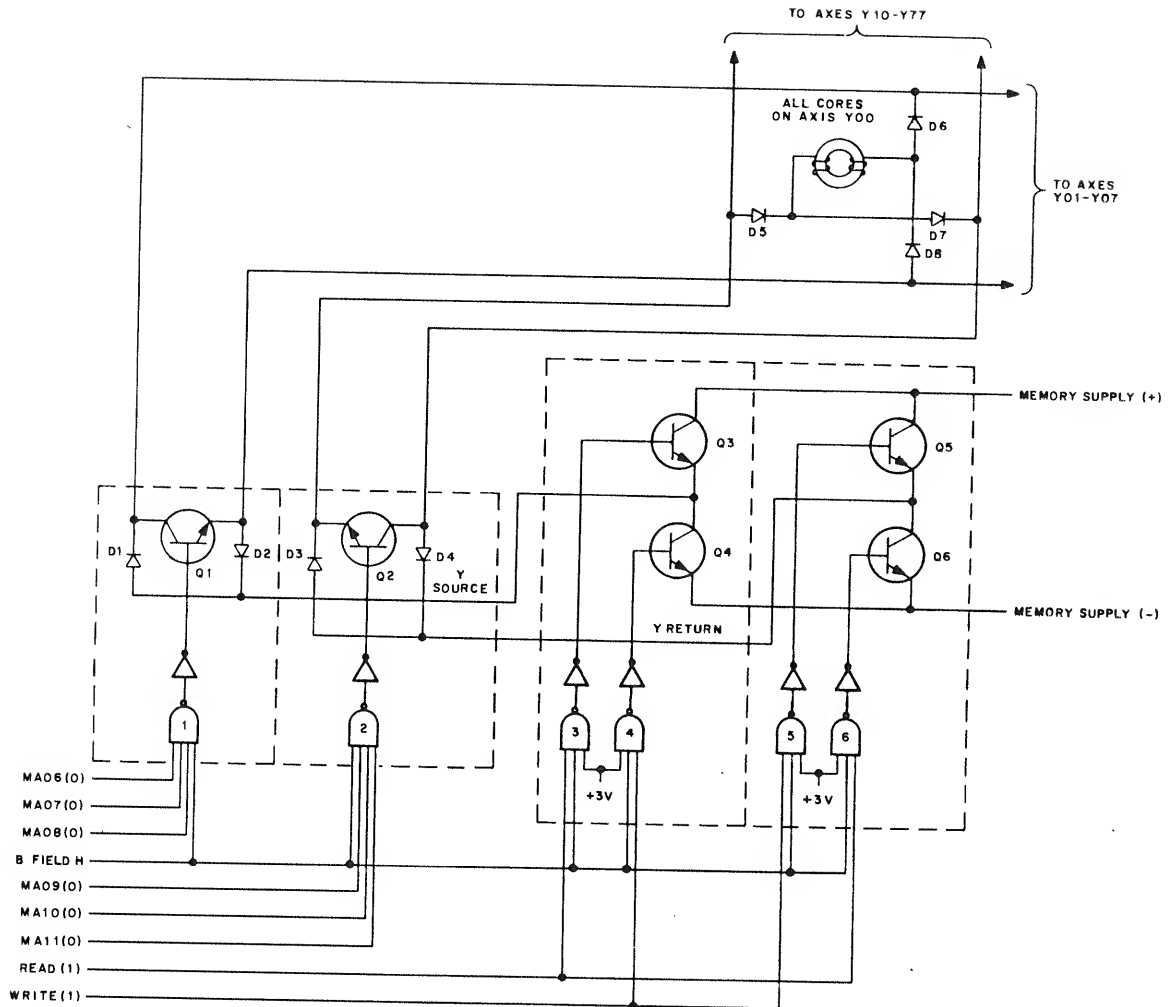 TO AXES Y10-Y77
ALL CORES
ON AXIS Y00
D6
TO AXES
Y01-Y07
D5
D7
D8
MEMORY SUPPLY (+)
Q3
Q5
D1
Q1
D2
D3
Q2
D4
Y
SOURCE
Q4
Q6
MEMORY SUPPLY (-)
Y RETURN
1
2
3
4
5
6
+3V
+3V
MA06(0)
MA07(0)
MA08(0)
B FIELD H
MA09(0)
MA10(0)
MA11(0)
READ (1)
WRITE (1)